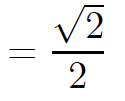 = √2/2